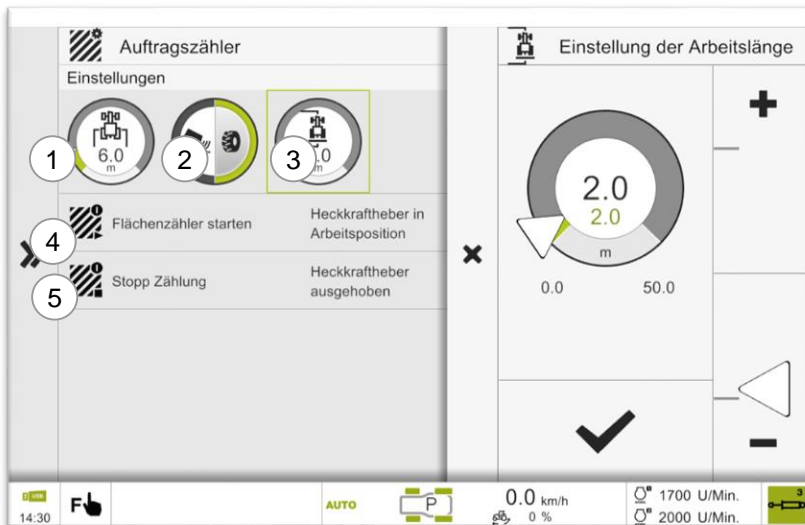 Auftragszähler
Einstellungen
1
6.0
m
2
3
.0
m
4
Flächenzähler starten
Heckkraftheber in
Arbeitsposition
5
Stopp Zählung
Heckkraftheber
ausgehoben
Einstellung der Arbeitslänge
2.0
2.0
m
0.0 50.0
USB
14:30
F
AUTO
P
0.0 km/h
0 %
1700 U/Min.
2000 U/Min.
3